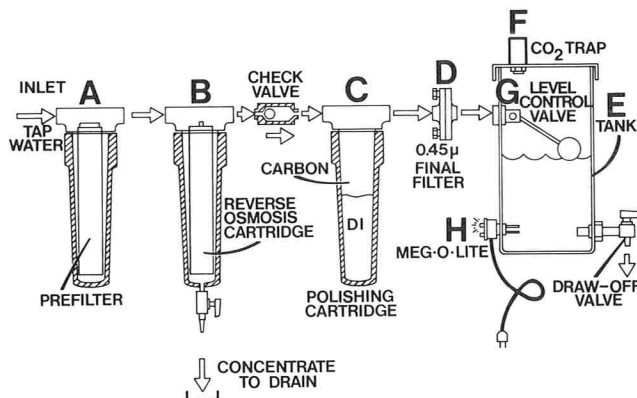 INLET
TAP
WATER
A
PREFILTER
B
REVERSE
OSMOSIS
CARTRIDGE
CONCENTRATE
TO DRAIN
CHECK
VALVE
C
CARBON
DI
POLISHING
CARTRIDGE
D
0.45µ
FINAL
FILTER
F
CO2 TRAP
G
LEVEL
CONTROL
VALVE
E
TANK
H
MEG·O·LITE
DRAW-OFF
VALVE